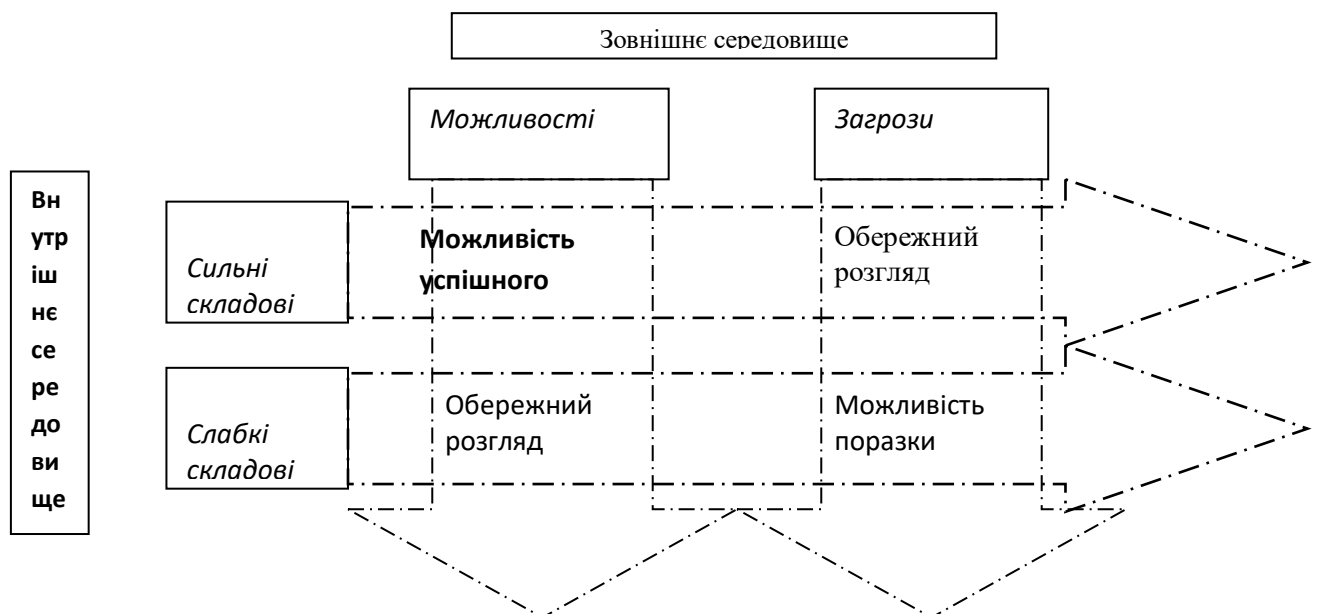 Зовнішнє середовище
Можливості
Загрози
Вн
утр
іш
нє
се
ре
до
ви
ще
Сильні
складові
Можливість
успішного
Обережний
розгляд
Слабкі
складові
Обережний
розгляд
Можливість
поразки